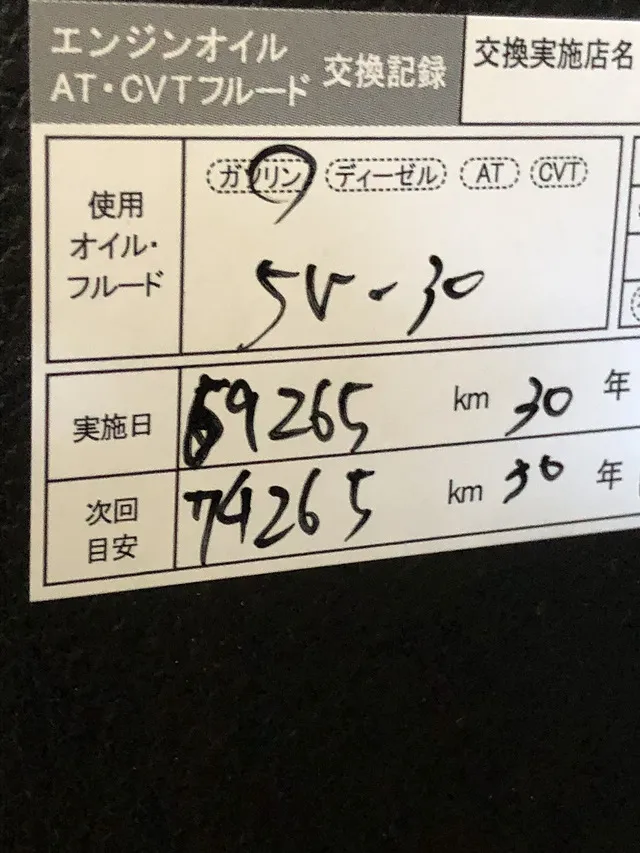 エンジンオイル
AT・CVTフルード 交換記録
交換実施店名
使用
オイル・
フルード
ガソリン ディーゼル AT CVT
5W-30
実施日 69265 km 30 年
次回
目安 74265 km 30 年